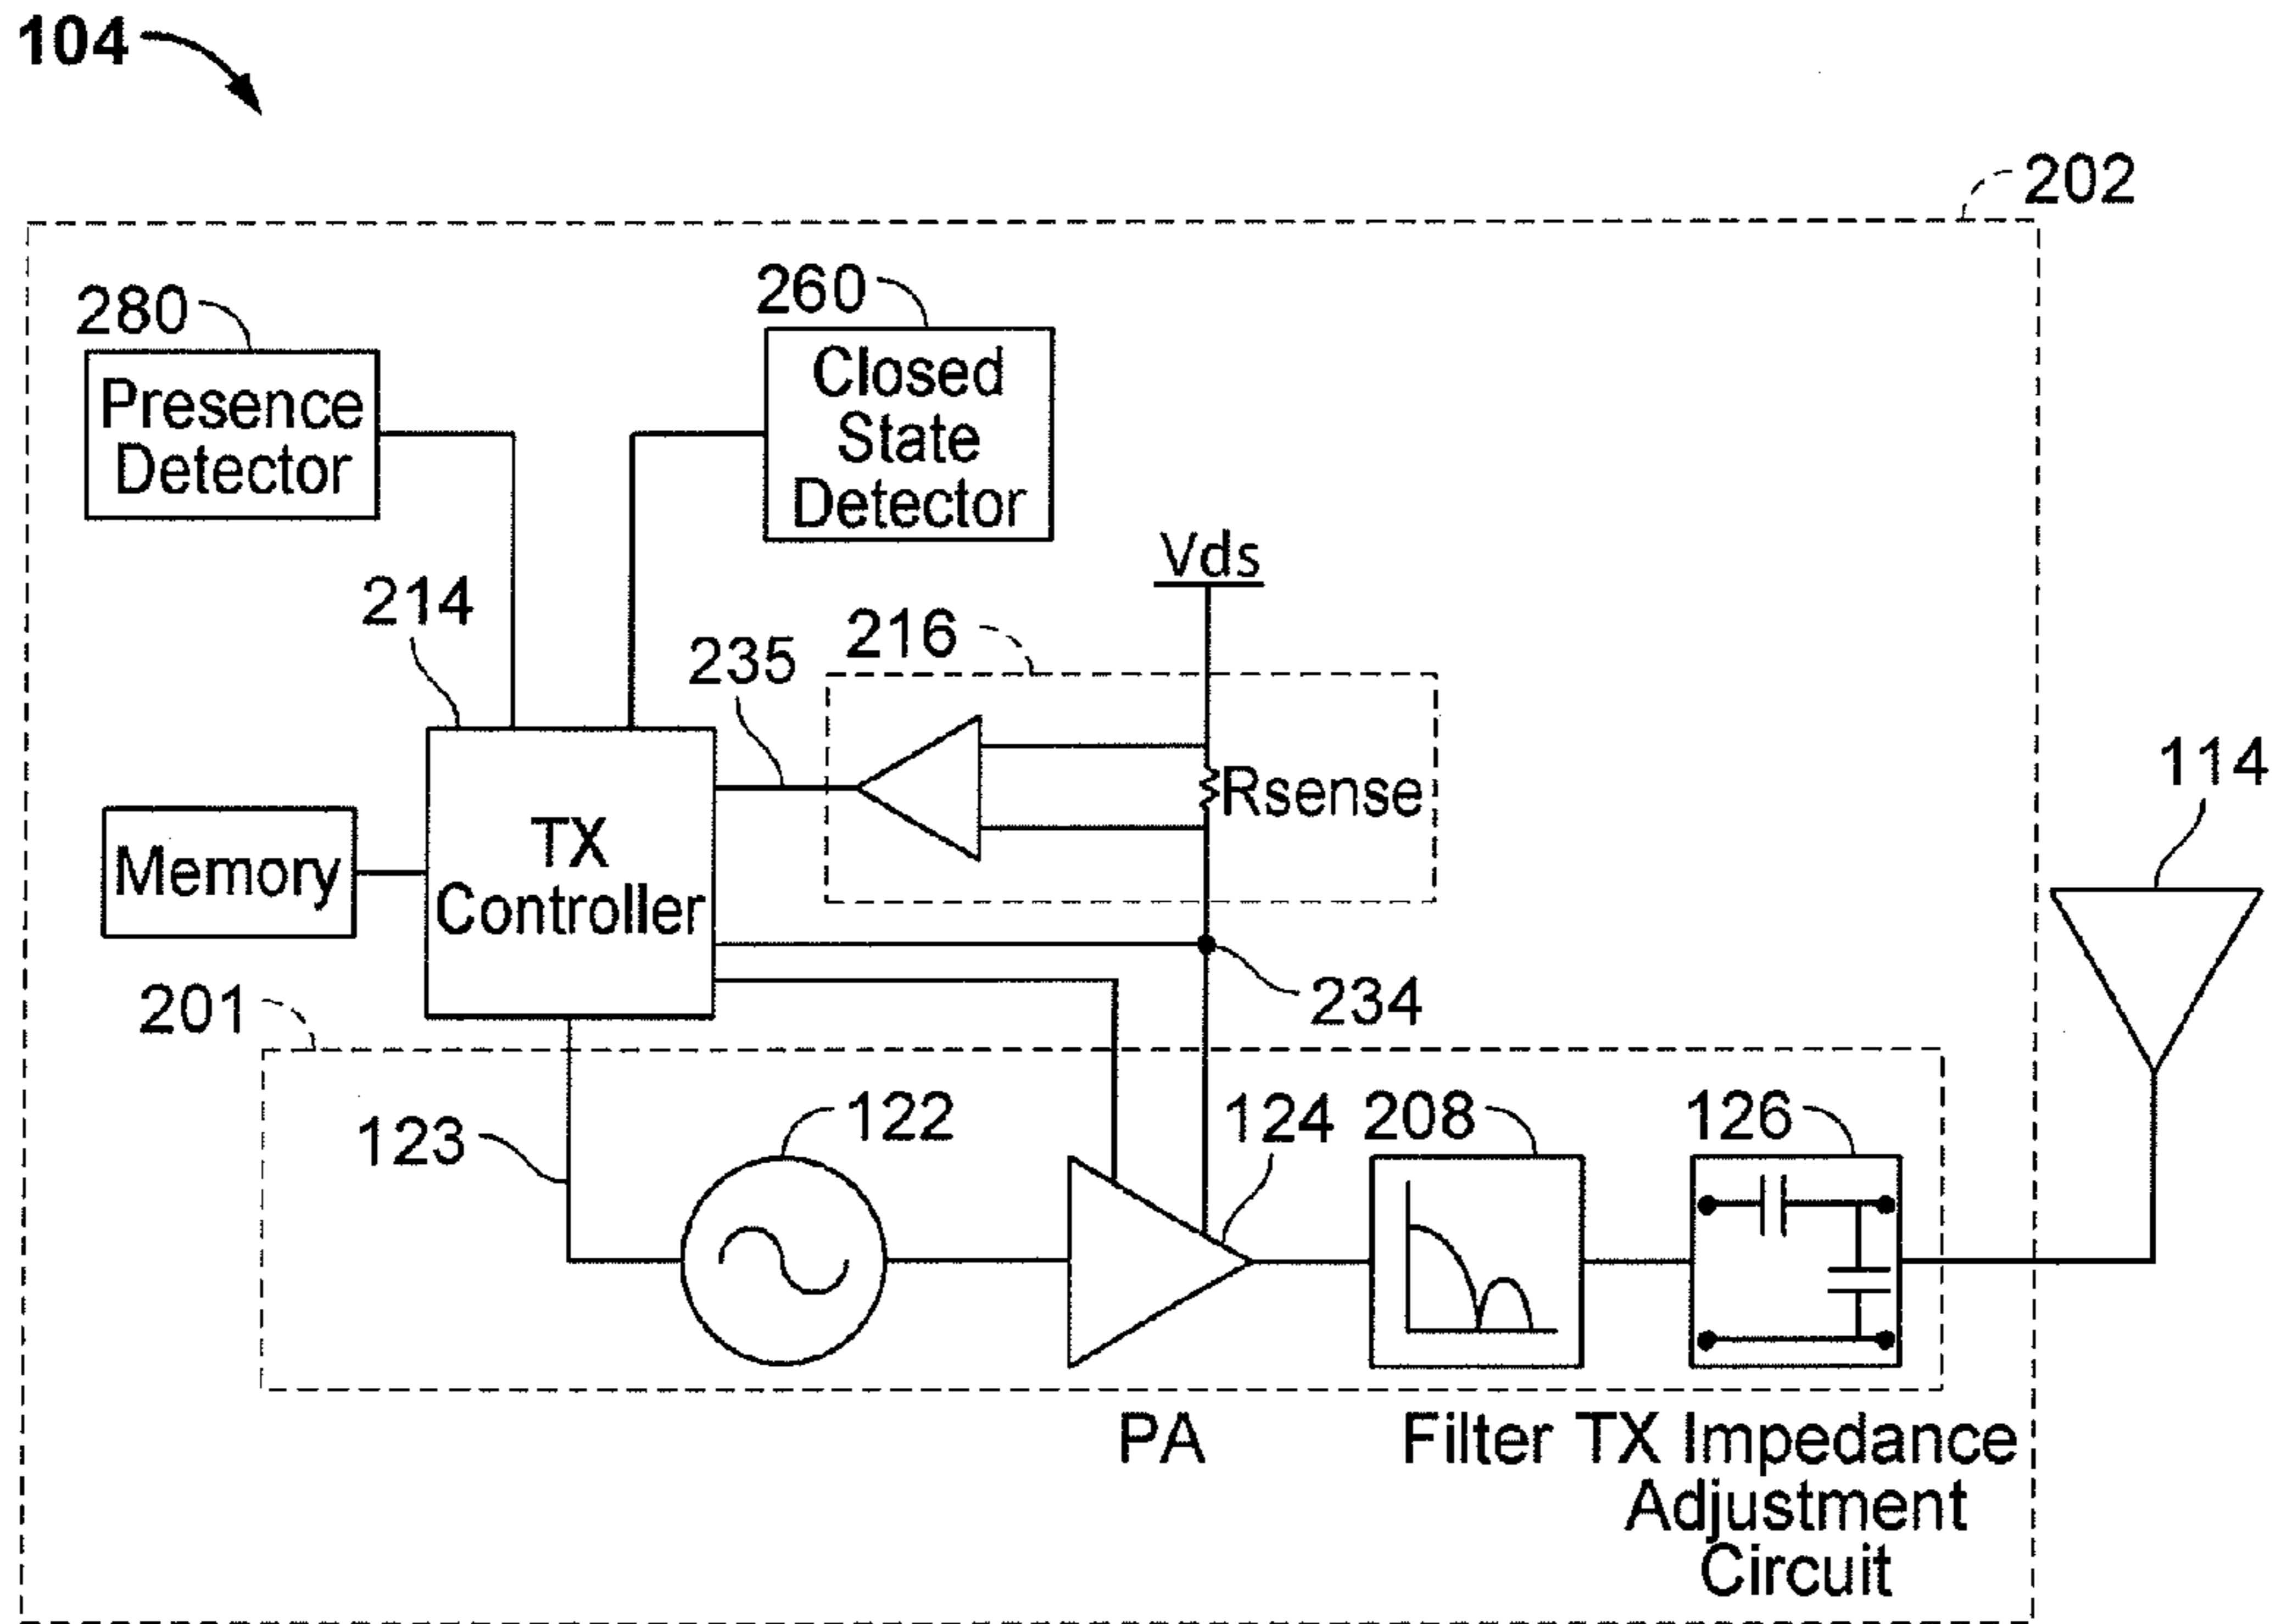 104
202
280
260
Presence
Detector
Closed
State
Detector
Vds
214
216
235
Rsense
114
Memory
TX
Controller
234
201
123
122
124
208
126
PA
Filter
TX Impedance
Adjustment
Circuit